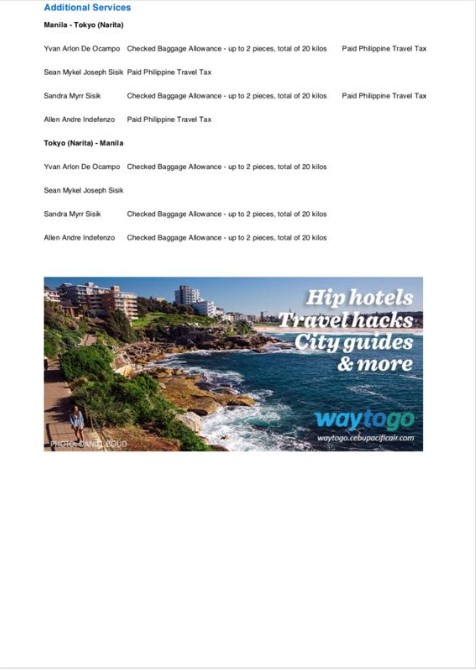 Additional Services
Manila - Tokyo (Narita)
Yvan Arlon De Ocampo Checked Baggage Allowance - up to 2 pieces, total of 20 kilos Paid Philippine Travel Tax
Sean Mykel Joseph Sisik Paid Philippine Travel Tax
Sandra Myrr Sisik Checked Baggage Allowance - up to 2 pieces, total of 20 kilos Paid Philippine Travel Tax
Allen Andre Indefenzo Paid Philippine Travel Tax
Tokyo (Narita) - Manila
Yvan Arlon De Ocampo Checked Baggage Allowance - up to 2 pieces, total of 20 kilos
Sean Mykel Joseph Sisik
Sandra Myrr Sisik Checked Baggage Allowance - up to 2 pieces, total of 20 kilos
Allen Andre Indefenzo Checked Baggage Allowance - up to 2 pieces, total of 20 kilos
Hip hotels
Travel hacks
City guides
& more
waytogo
waytogo.cebupacificair.com
PHOTO: DANIEL BOUD